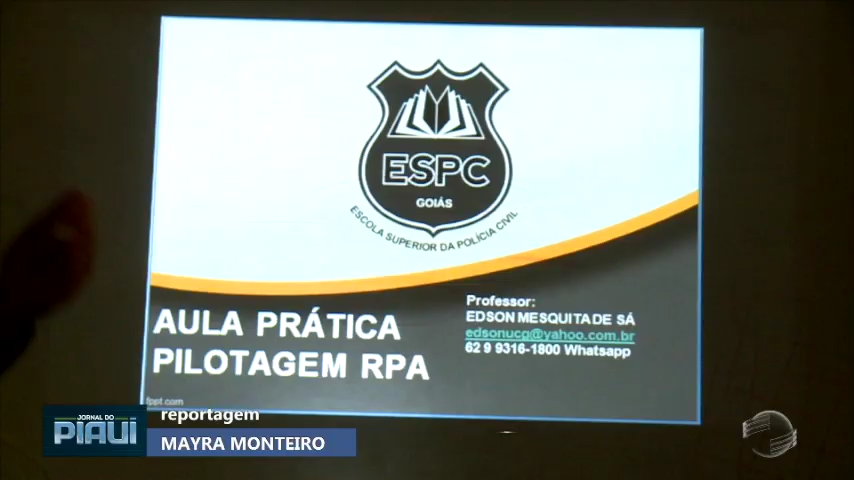 ESPC
GOIÁS
ESCOLA SUPERIOR DA POLÍCIA CIVIL
AULA PRÁTICA
PILOTAGEM RPA
Professor:
EDSON MESQUITA DE SÁ
edsonucg@yahoo.com.br
62 9 9316-1800 Whatsapp
fppt.com
JORNAL DO
PIAUÍ
reportagem
MAYRA MONTEIRO